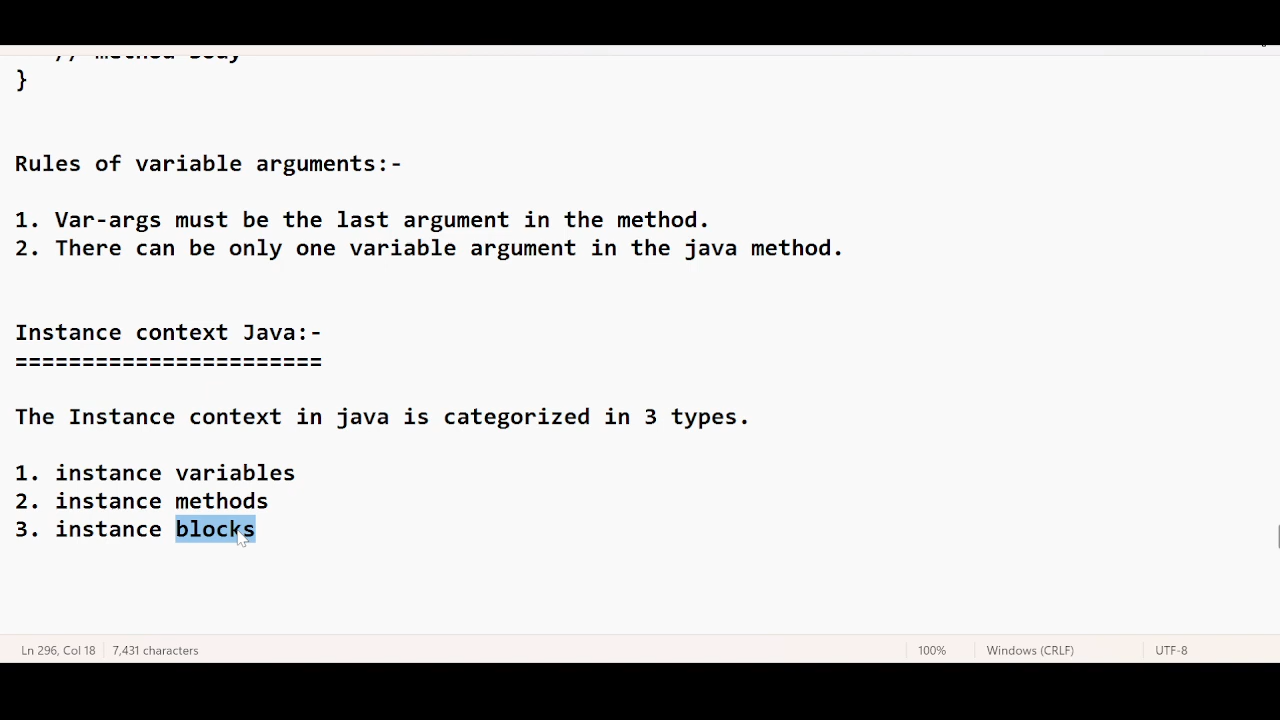 // method body
}
Rules of variable arguments:-
1. Var-args must be the last argument in the method.
2. There can be only one variable argument in the java method.
Instance context Java:-
=======================
The Instance context in java is categorized in 3 types.
1. instance variables
2. instance methods
3. instance blocks
Ln 296, Col 18
7,431 characters
100%
Windows (CRLF)
UTF-8